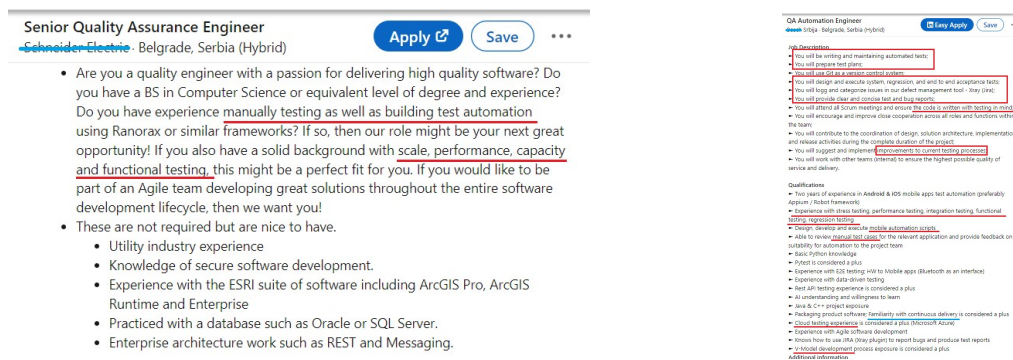 Senior Quality Assurance Engineer
Schneider Electric · Belgrade, Serbia (Hybrid)
Apply
Save
• Are you a quality engineer with a passion for delivering high quality software? Do
you have a BS in Computer Science or equivalent level of degree and experience?
Do you have experience manually testing as well as building test automation
using Ranorax or similar frameworks? If so, then our role might be your next great
opportunity! If you also have a solid background with scale, performance, capacity
and functional testing, this might be a perfect fit for you. If you would like to be
part of an Agile team developing great solutions throughout the entire software
development lifecycle, then we want you!
• These are not required but are nice to have.
• Utility industry experience
• Knowledge of secure software development.
• Experience with the ESRI suite of software including ArcGIS Pro, ArcGIS
Runtime and Enterprise
• Practiced with a database such as Oracle or SQL Server.
• Enterprise architecture work such as REST and Messaging.
QA Automation Engineer
Srbija · Belgrade, Serbia (Hybrid)
Easy Apply
Save
Job Description
► You will be writing and maintaining automated tests;
► You will prepare test plans;
► You will use Git as a version control system;
► You will design and execute system, regression, and end to end acceptance tests;
► You will logg and categorize issues in our defect management tool - Xray (Jira);
► You will provide clear and concise test and bug reports;
► You will attend all Scrum meetings and ensure the code is written with testing in mind;
► You will encourage and improve close cooperation across all roles and functions within
the team;
► You will contribute to the coordination of design, solution architecture, Implementation
and release activities during the complete duration of the project;
► You will suggest and implement improvements to current testing processes;
► You will work with other teams (internal) to ensure the highest possible quality of
service and delivery.
Qualifications
► Two years of experience in Android & iOS mobile apps test automation (preferably
Appium / Robot framework)
► Experience with stress testing, performance testing, integration testing, functional
testing, regression testing
► Design, develop and execute mobile automation scripts
► Able to review manual test cases for the relevant application and provide feedback on
suitability for automation to the project team
► Basic Python knowledge
► Pytest is considered a plus
► Experience with E2E testing: HW to Mobile apps (Bluetooth as an interface)
► Experience with data-driven testing
► Rest API testing experience is considered a plus
► AI understanding and willingness to learn
► Java & C++ project exposure
► Packaging product software; Familiarity with continuous delivery is considered a plus
► Cloud testing experience is considered a plus (Microsoft Azure)
► Experience with Agile software development
► Knows how to use JIRA (Xray plugin) to report bugs and produce test reports
► V-Model development process exposure is considered a plus
Additional information